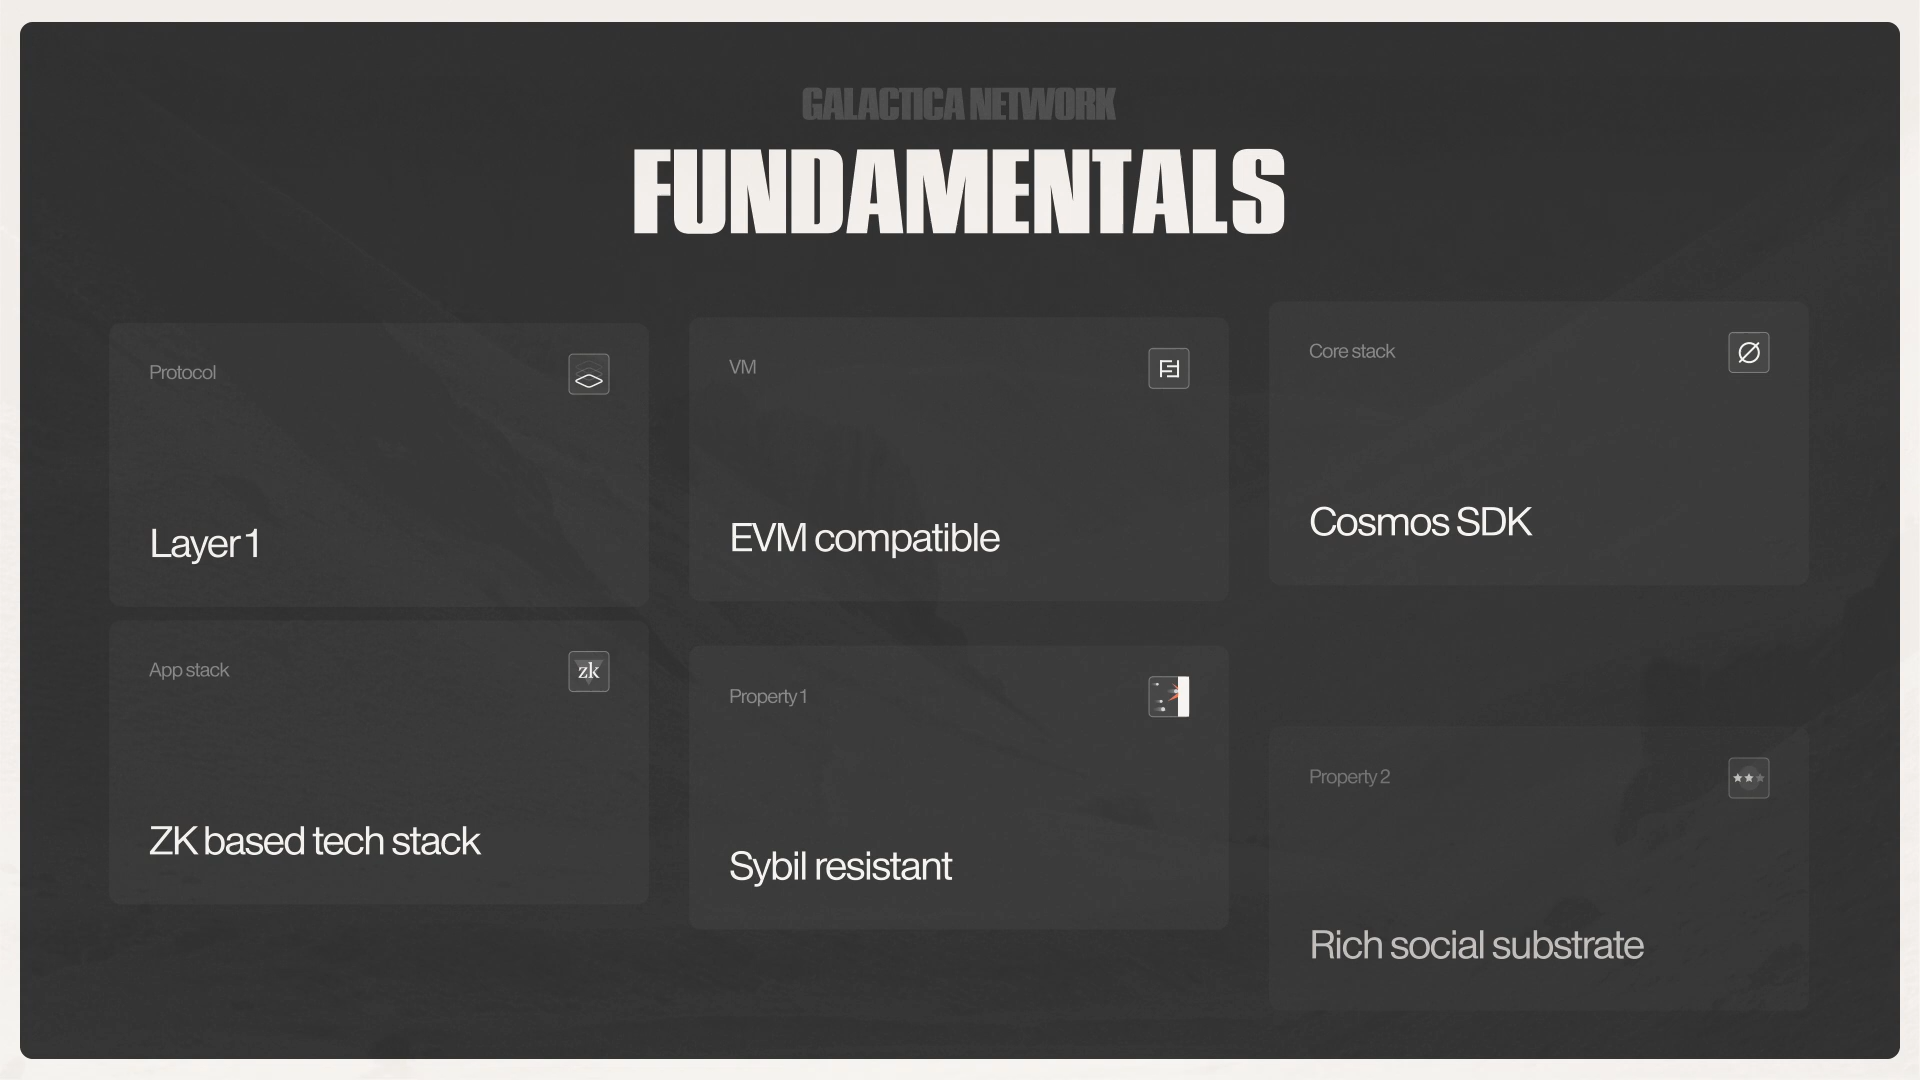 GALACTICA NETWORK
FUNDAMENTALS
Protocol
Layer 1
VM
EVM compatible
Core stack
Cosmos SDK
App stack
zk
ZK based tech stack
Property 1
Sybil resistant
Property 2
Rich social substrate